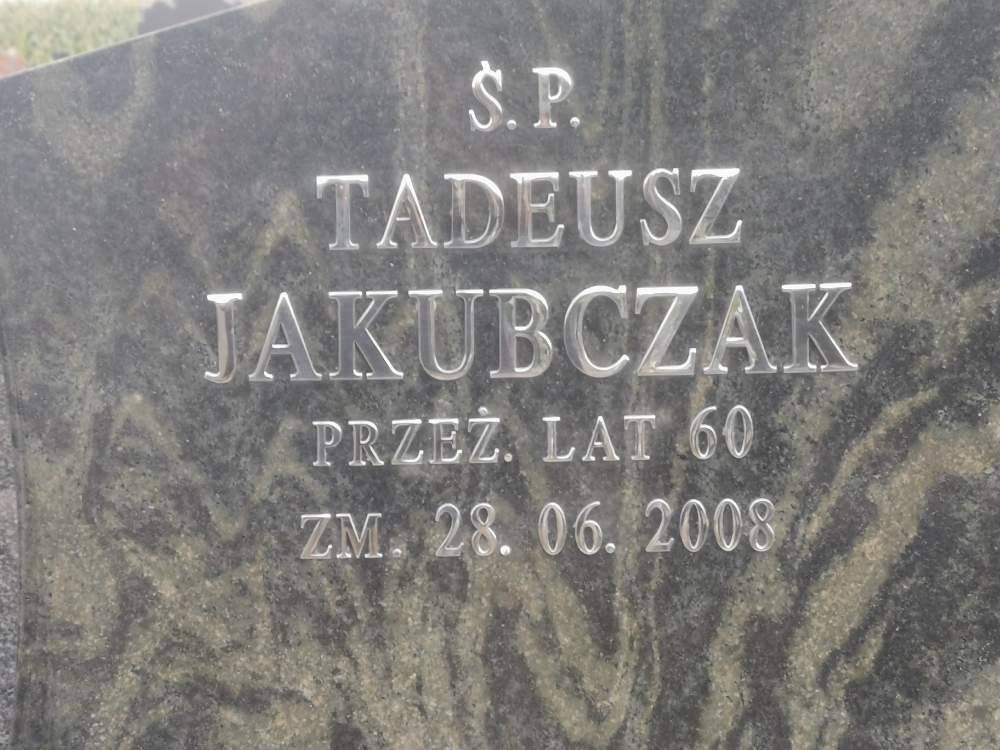 Ś.P.
TADEUSZ
JAKUBCZAK
PRZEŻ. LAT 60
ZM. 28. 06. 2008